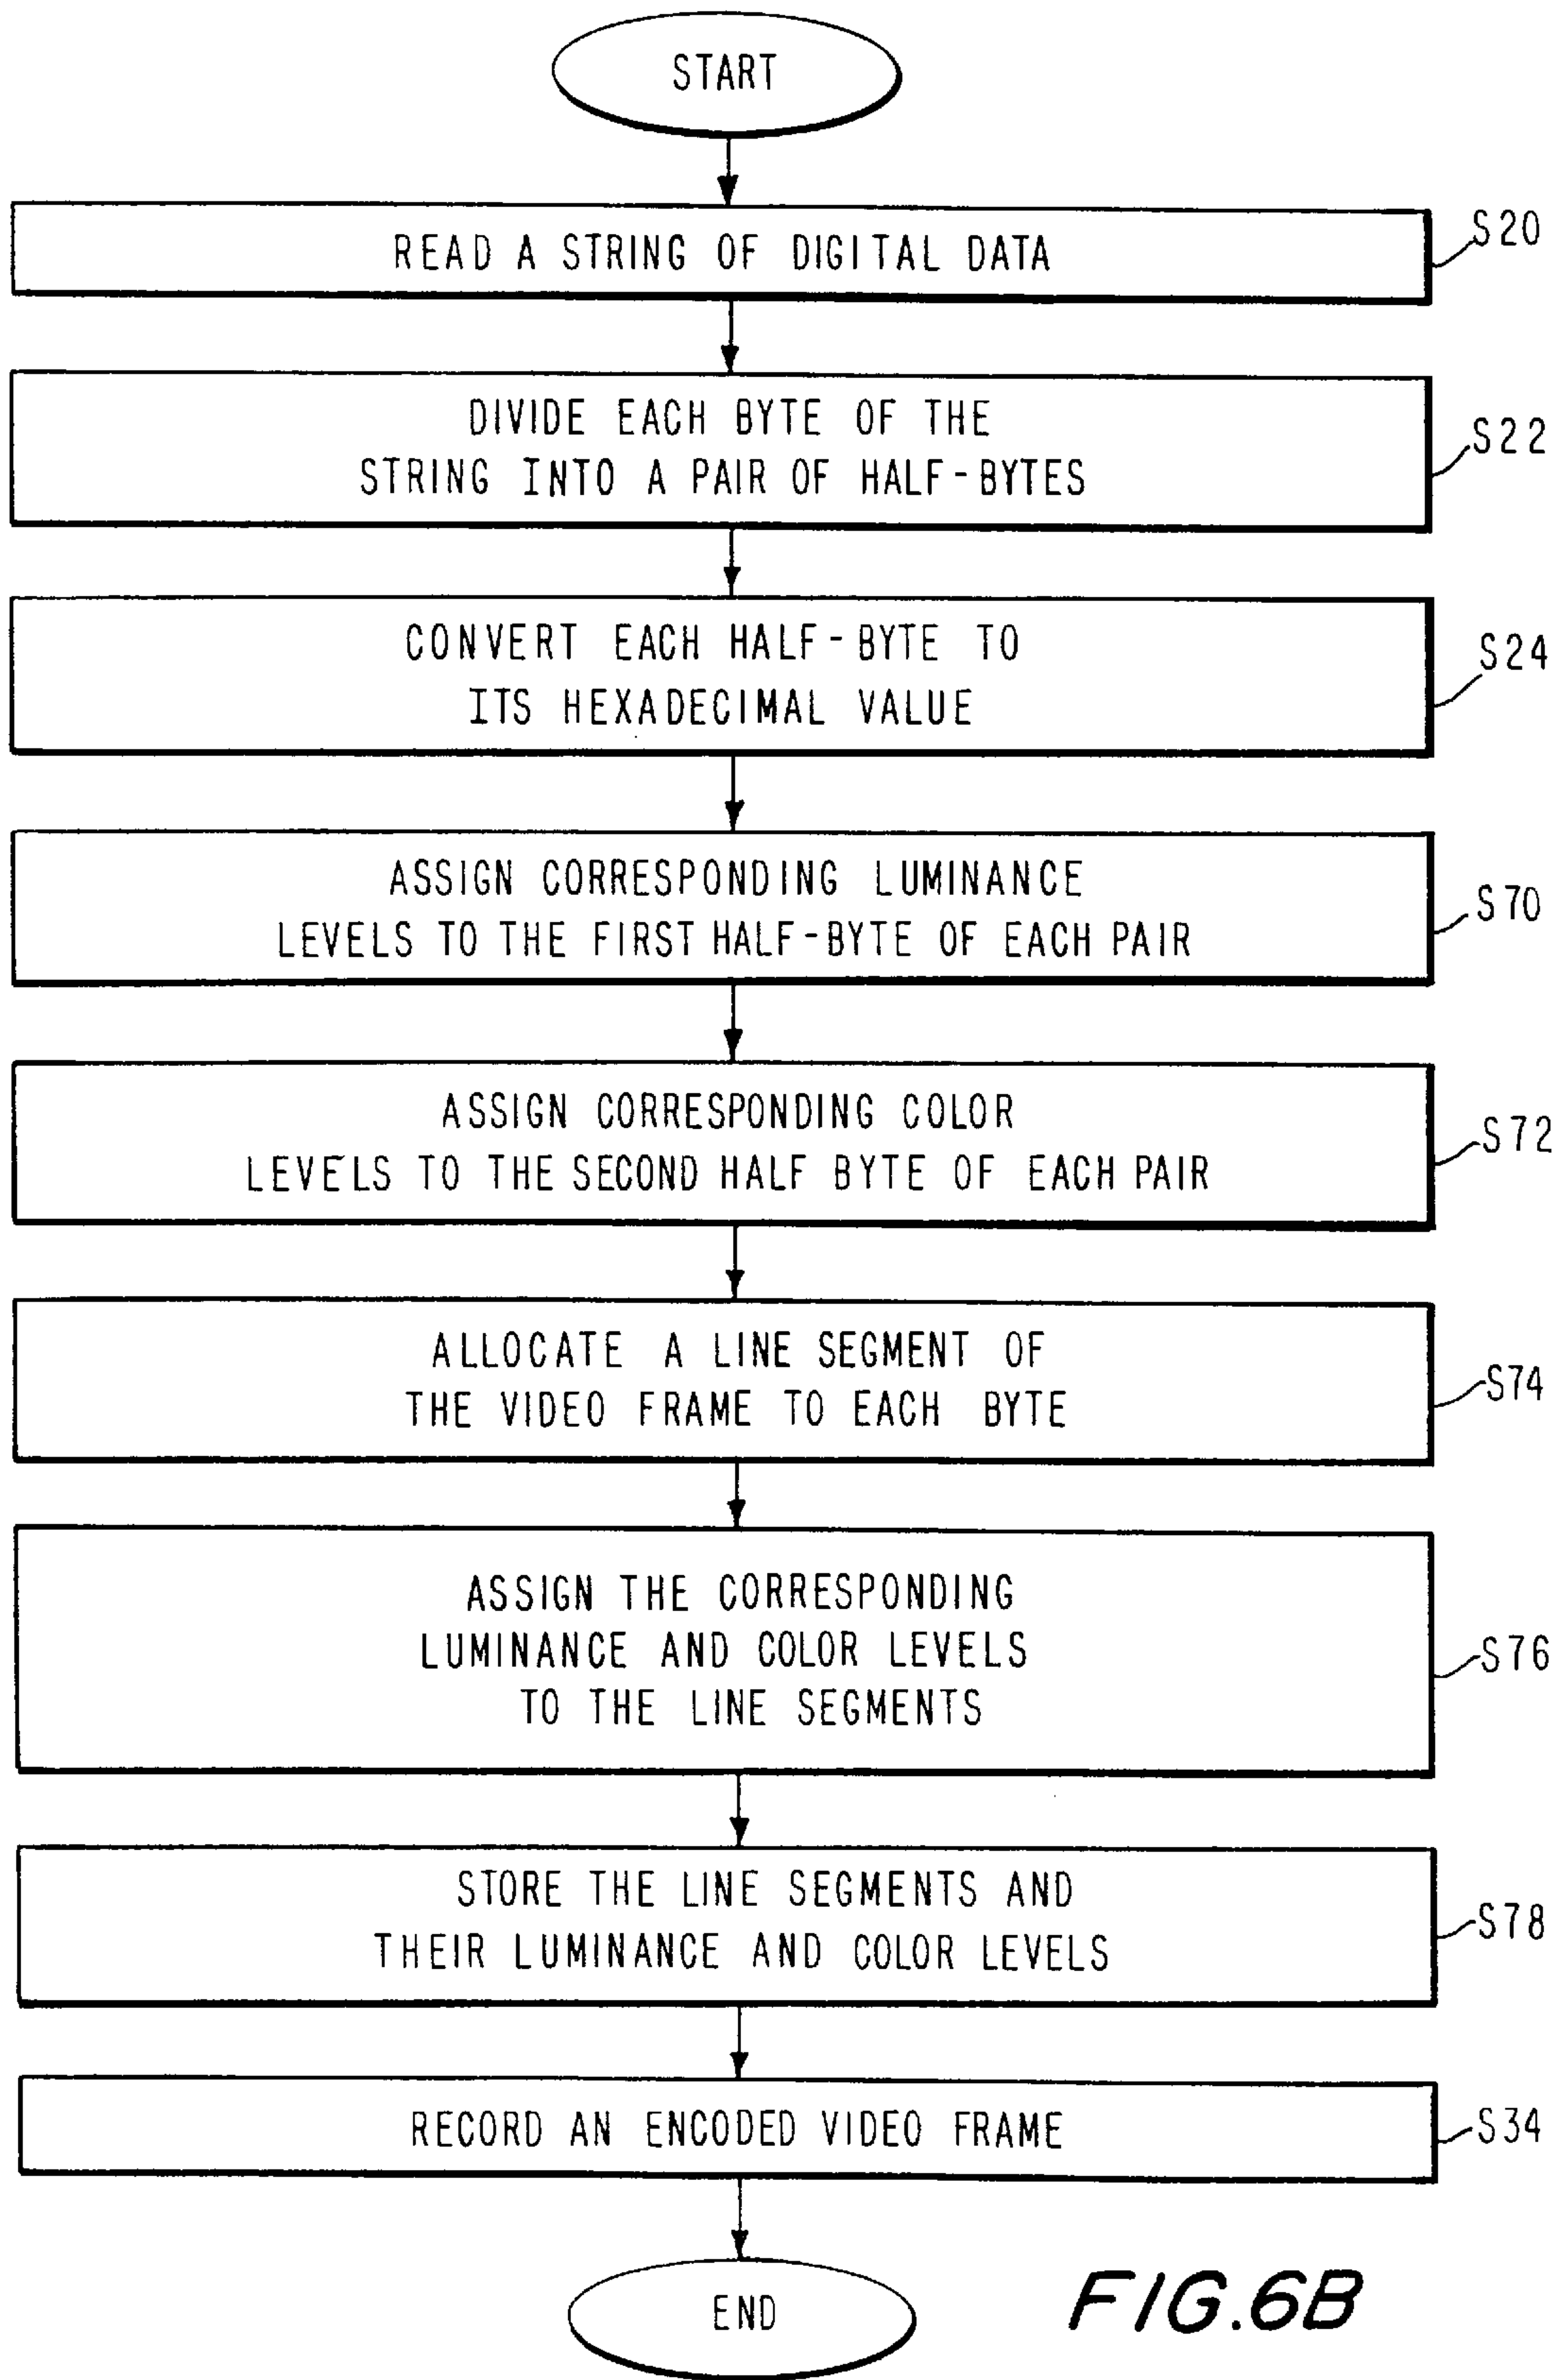 START
READ A STRING OF DIGITAL DATA
S20
DIVIDE EACH BYTE OF THE
STRING INTO A PAIR OF HALF-BYTES
S22
CONVERT EACH HALF-BYTE TO
ITS HEXADECIMAL VALUE
S24
ASSIGN CORRESPONDING LUMINANCE
LEVELS TO THE FIRST HALF-BYTE OF EACH PAIR
S70
ASSIGN CORRESPONDING COLOR
LEVELS TO THE SECOND HALF BYTE OF EACH PAIR
S72
ALLOCATE A LINE SEGMENT OF
THE VIDEO FRAME TO EACH BYTE
S74
ASSIGN THE CORRESPONDING
LUMINANCE AND COLOR LEVELS
TO THE LINE SEGMENTS
S76
STORE THE LINE SEGMENTS AND
THEIR LUMINANCE AND COLOR LEVELS
S78
RECORD AN ENCODED VIDEO FRAME
S34
END
FIG.6B